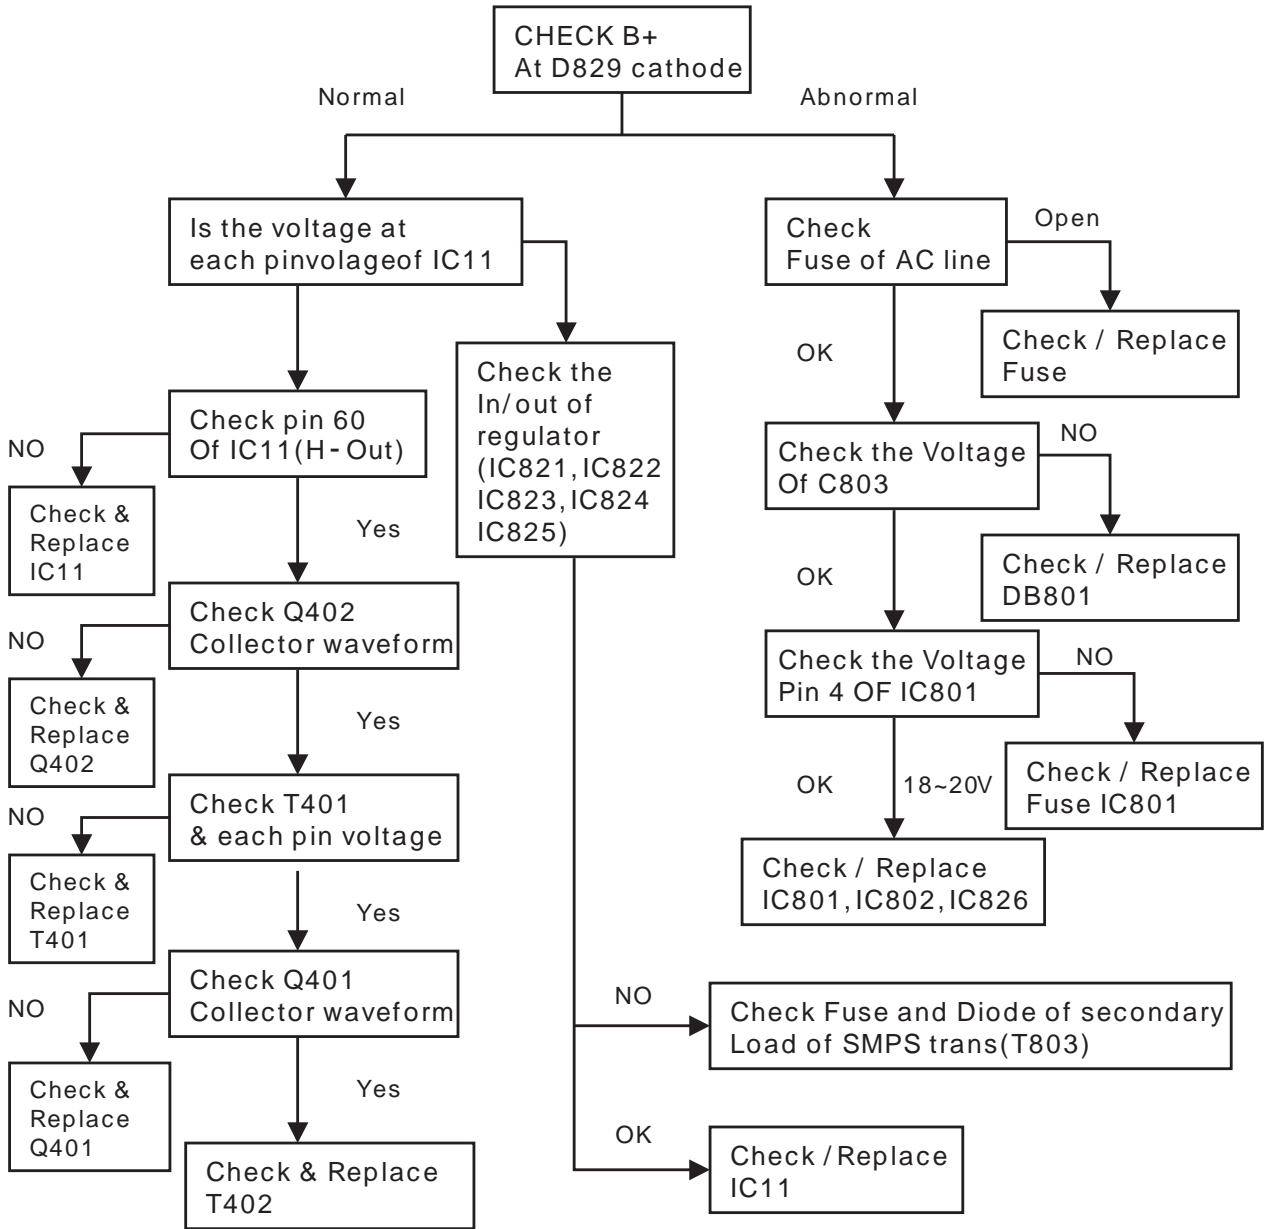 CHECK B+
At D829 cathode
Normal
Abnormal
Is the voltage at
each pinvolageof IC11
Check
Fuse of AC line
Open
Check / Replace
Fuse
OK
Check the
In/out of
regulator
(IC821, IC822
IC823, IC824
IC825)
Check pin 60
Of IC11(H-Out)
NO
Check &
Replace
IC11
Yes
Check the Voltage
Of C803
NO
Check / Replace
DB801
OK
Check Q402
Collector waveform
NO
Check &
Replace
Q402
Yes
Check the Voltage
Pin 4 OF IC801
NO
Check / Replace
Fuse IC801
OK
18~20V
Check / Replace
IC801, IC802, IC826
Check T401
& each pin voltage
NO
Check &
Replace
T401
Yes
Check Q401
Collector waveform
NO
Check &
Replace
Q401
Yes
Check & Replace
T402
NO
Check Fuse and Diode of secondary
Load of SMPS trans(T803)
OK
Check /Replace
IC11